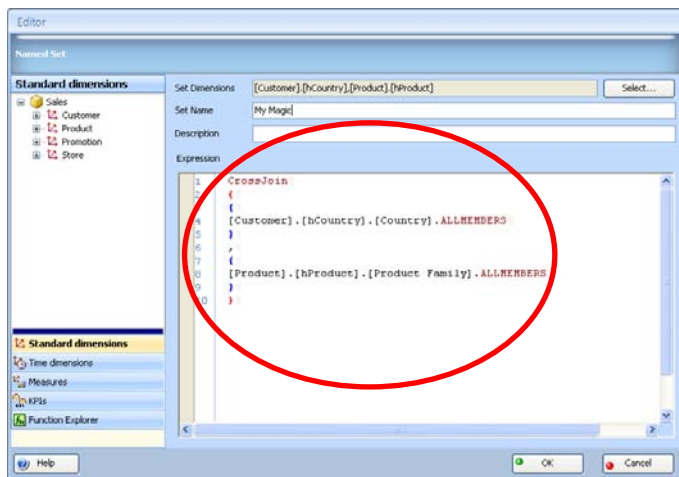 Editor
Named Set
Standard dimensions
Sales
Customer
Product
Promotion
Store
Standard dimensions
Time dimensions
Measures
KPIs
Function Explorer
Set Dimensions [Customer].[hCountry],[Product].[hProduct] Select...
Set Name My Magic
Description
Expression
1 CrossJoin
2 (
{
4 [Customer].[hCountry].[Country].ALLMEMBERS
5 }
6 ,
7 {
8 [Product].[hProduct].[Product Family].ALLMEMBERS
9 }
10 )
Help OK Cancel